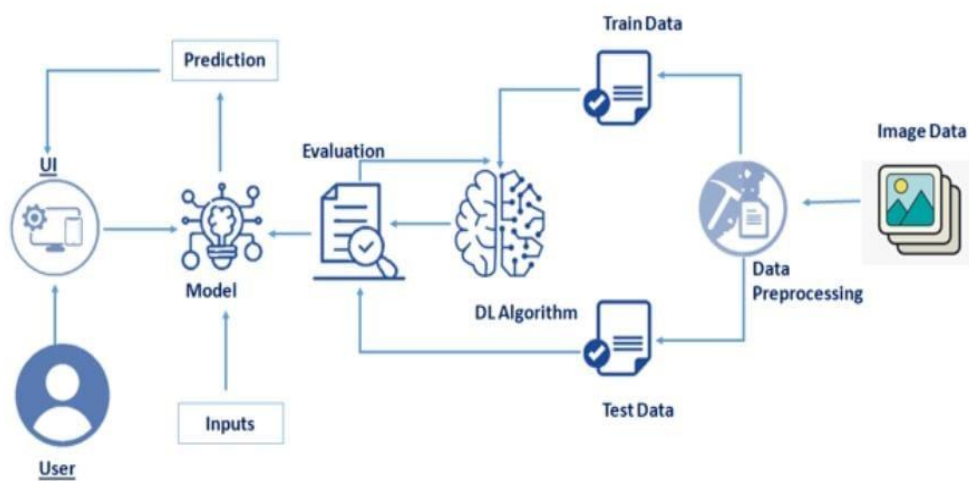 Train Data
Prediction
Image Data
Evaluation
UI
Data
Preprocessing
Model
DL Algorithm
Test Data
Inputs
User